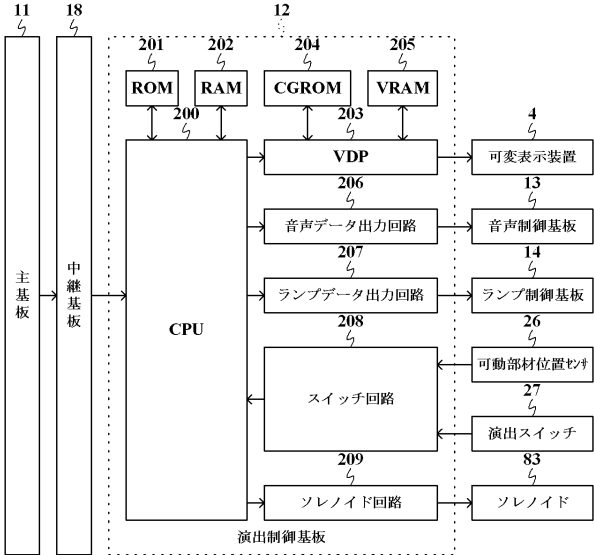 11
18
12
201
202
204
205
ROM
RAM
CGROM
VRAM
200
203
4
VDP
可変表示装置
206
13
音声データ出力回路
音声制御基板
207
14
ランプデータ出力回路
ランプ制御基板
主基板
中継基板
CPU
208
26
可動部材位置ｾﾝｻ
スイッチ回路
27
演出スイッチ
209
83
ソレノイド回路
ソレノイド
演出制御基板